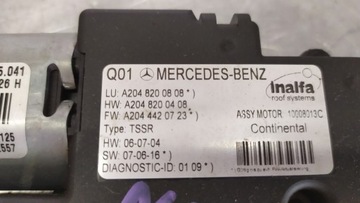 5.041
26 H
125
2557
Q01 MERCEDES-BENZ
LU: A204 820 08 08 *)
HW: A204 820 04 08
FW: A204 442 07 23 *)
Type: TSSR
HW: 06-07-04
SW: 07-06-16 *)
DIAGNOSTIC-ID: 01 09 *)
Inalfa
roof systems
ASSY MOTOR 10008013C
Continental